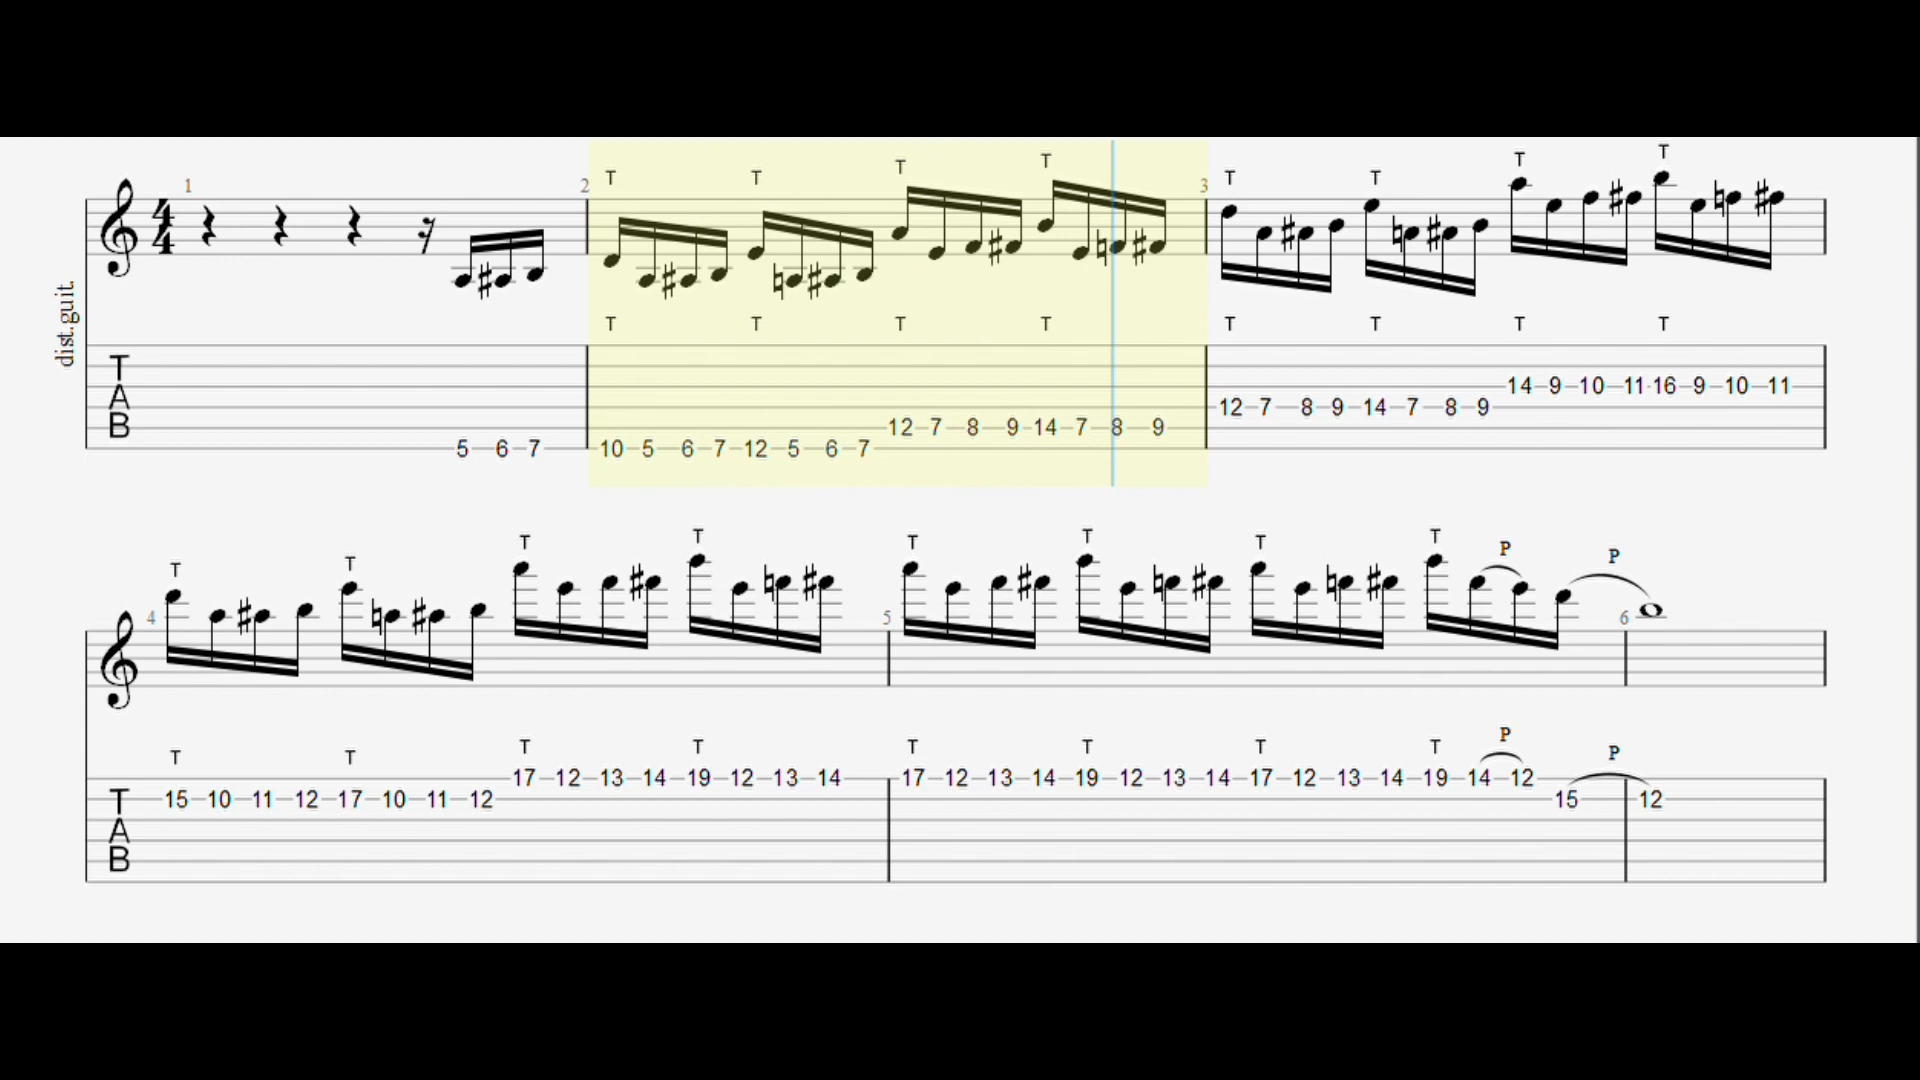 1 2 3
T T T T T T T T
4
4
dist.guit.
T T T T T T T T
T
A
B
14 9 10 11 16 9 10 11
12 7 8 9 14 7 8 9
12 7 8 9 14 7 8 9
5 6 7 10 5 6 7 12 5 6 7
T T T T T T T T P P
4 5 6
T T T T T T T T P P
17 12 13 14 19 12 13 14 17 12 13 14 19 12 13 14 17 12 13 14 19 14 12
15 10 11 12 17 10 11 12 15 12
T
A
B